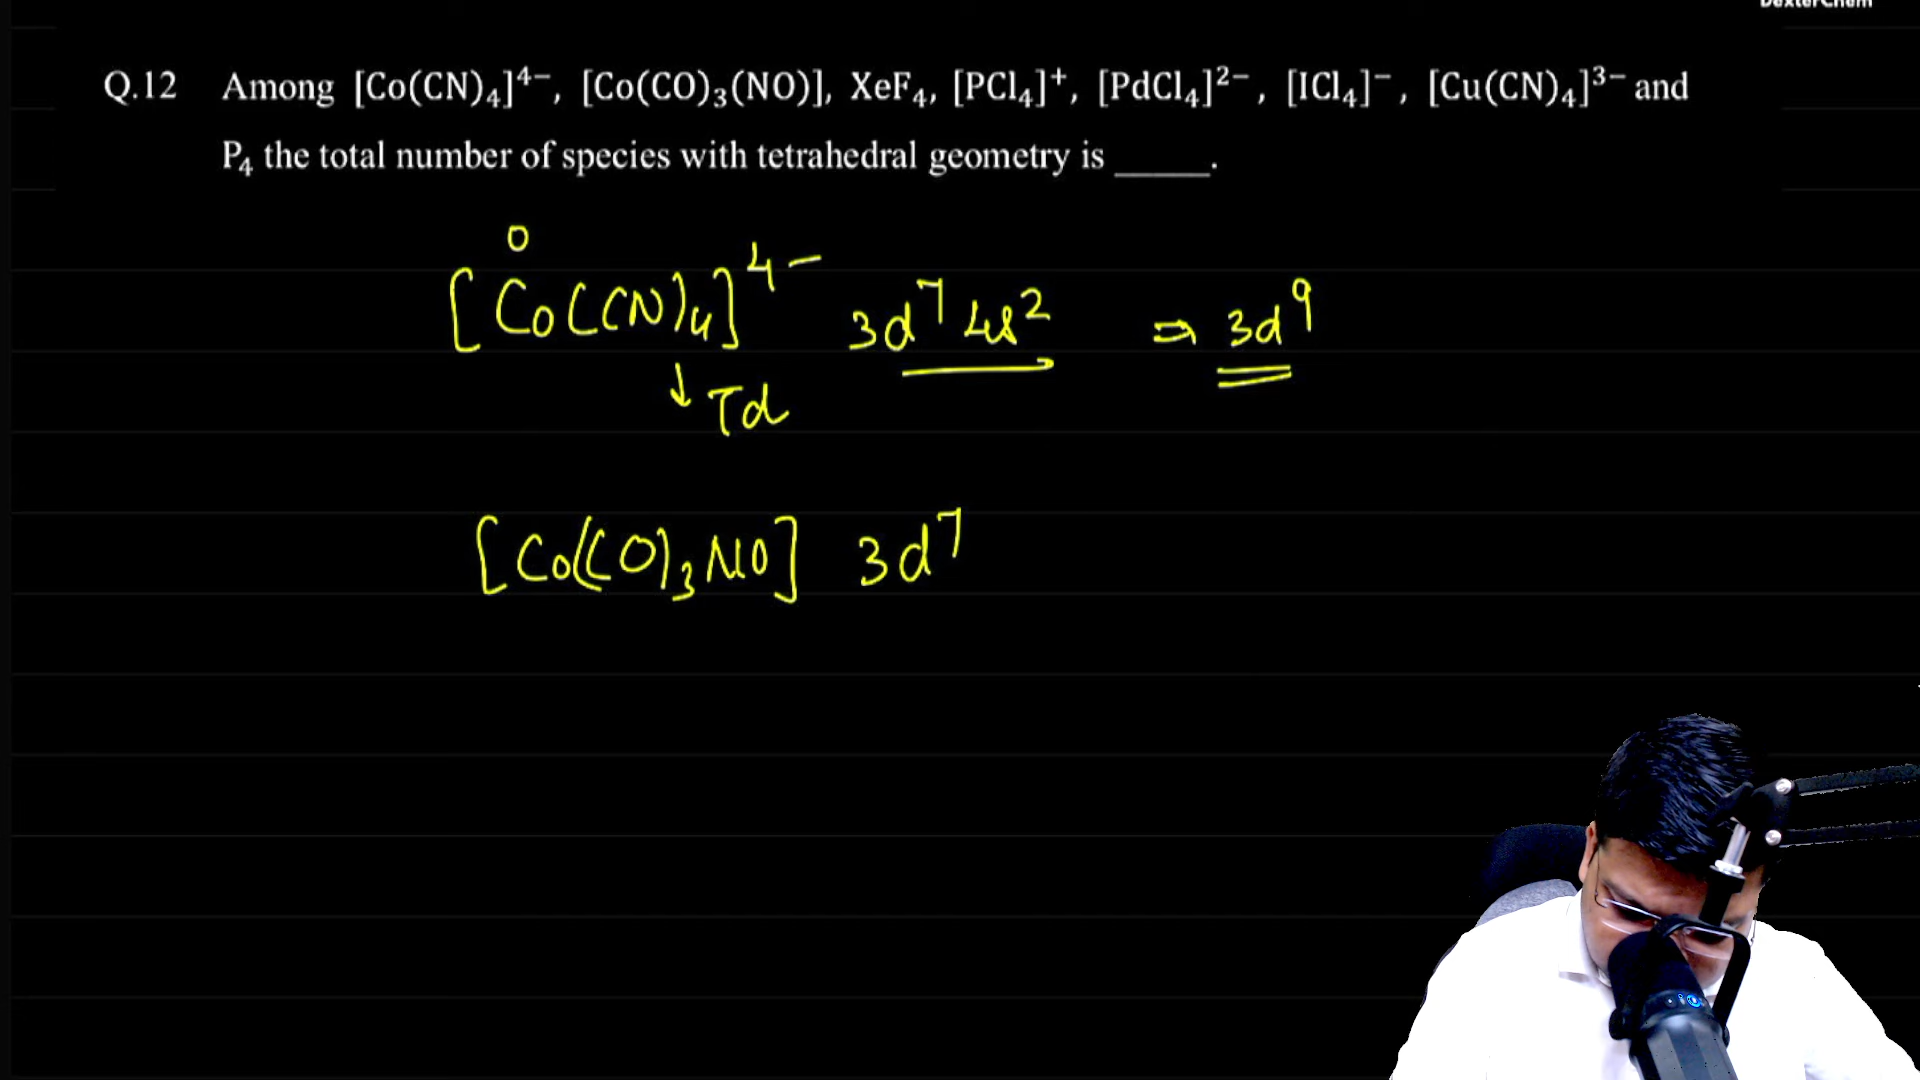 DexterChem
Q.12 Among [Co(CN)₄]⁴⁻, [Co(CO)₃(NO)], XeF₄, [PCl₄]⁺, [PdCl₄]²⁻, [ICl₄]⁻, [Cu(CN)₄]³⁻ and
P₄ the total number of species with tetrahedral geometry is _____.
0
[Co(CN)₄]⁴⁻ 3d⁷ 4s² ⇒ 3d⁹
↓ Td
[Co(CO)₃NO] 3d⁷